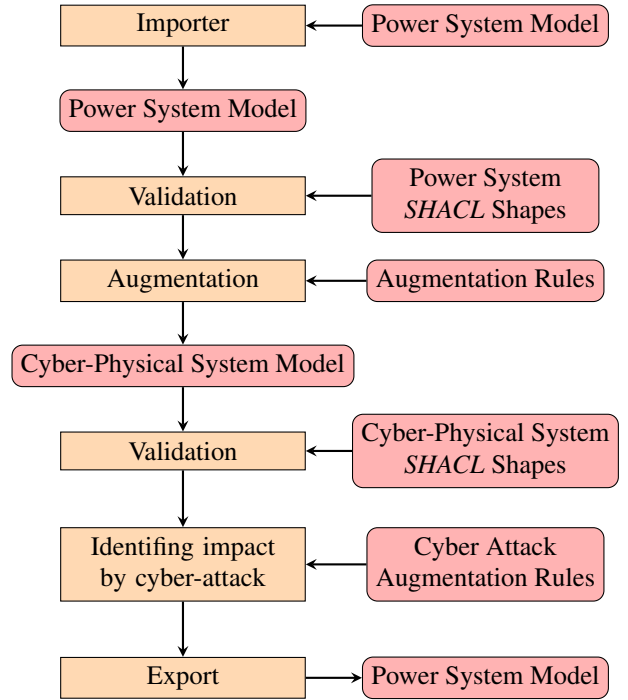 Importer
Power System Model
Power System Model
Validation
Power System
SHACL Shapes
Augmentation
Augmentation Rules
Cyber-Physical System Model
Validation
Cyber-Physical System
SHACL Shapes
Identifing impact
by cyber-attack
Cyber Attack
Augmentation Rules
Export
Power System Model